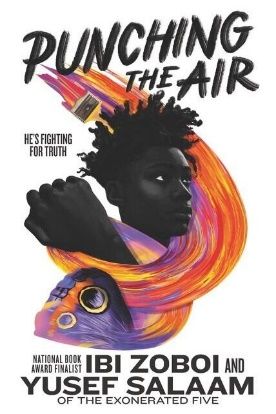 PUNCHING
THE AIR
HE'S FIGHTING
FOR TRUTH
NATIONAL BOOK
AWARD FINALIST
IBI ZOBOI AND
YUSEF SALAAM
OF THE EXONERATED FIVE